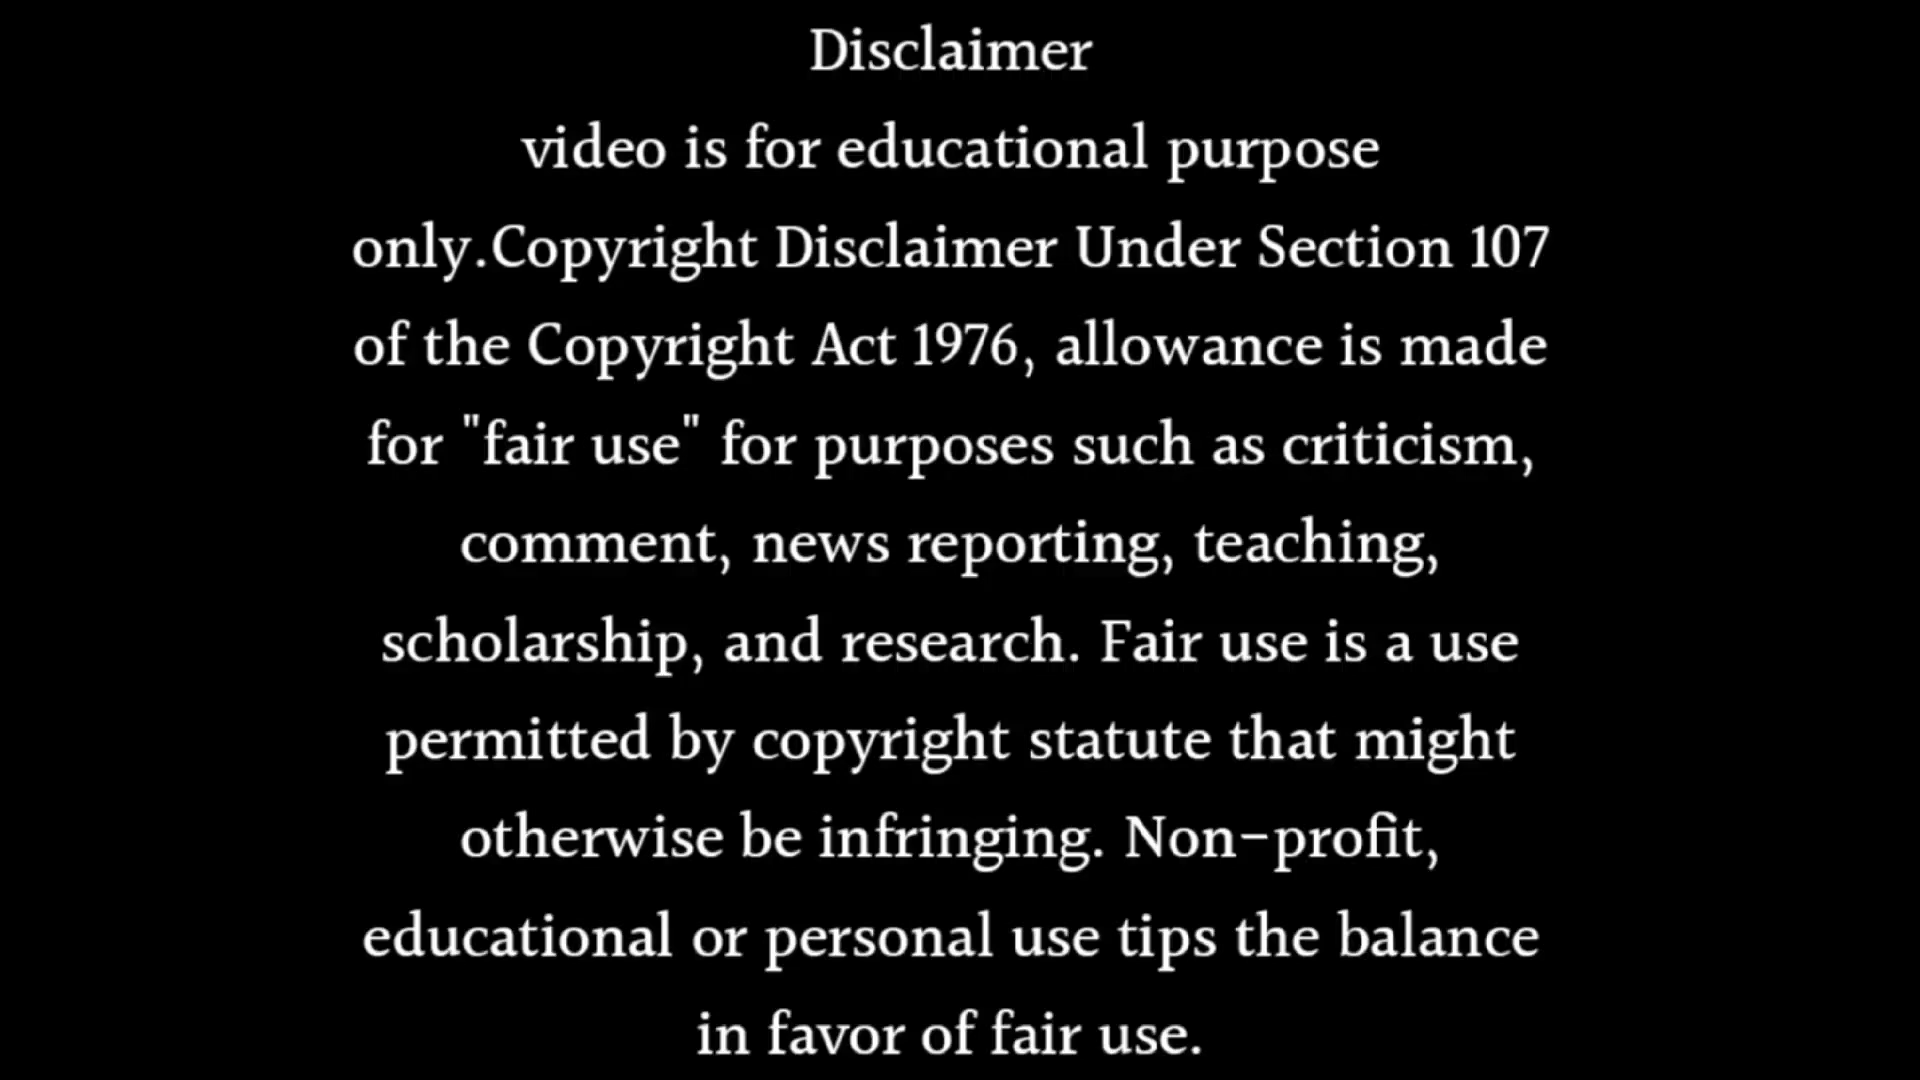 Disclaimer
video is for educational purpose
only.Copyright Disclaimer Under Section 107
of the Copyright Act 1976, allowance is made
for "fair use" for purposes such as criticism,
comment, news reporting, teaching,
scholarship, and research. Fair use is a use
permitted by copyright statute that might
otherwise be infringing. Non-profit,
educational or personal use tips the balance
in favor of fair use.